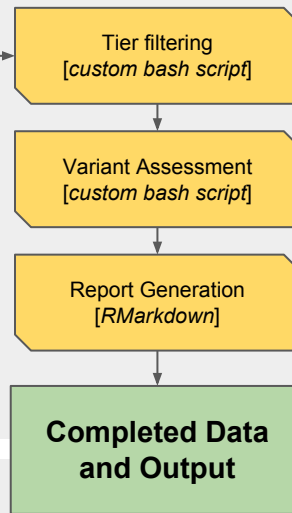 Tier filtering
[custom bash script]
Variant Assessment
[custom bash script]
Report Generation
[RMarkdown]
Completed Data
and Output